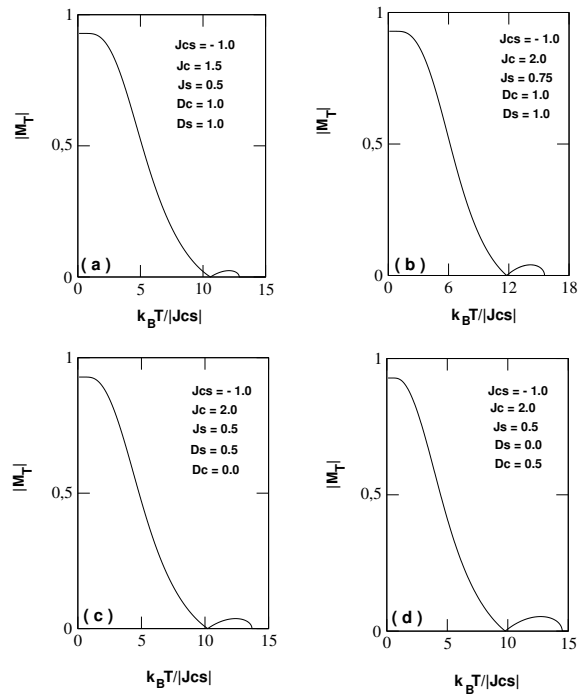 1
0,5
0
|M_T|
Jcs = - 1.0
Jc = 1.5
Js = 0.5
Dc = 1.0
Ds = 1.0
( a )
0 5 10 15
k_B T/|Jcs|
1
0,5
0
|M_T|
Jcs = - 1.0
Jc = 2.0
Js = 0.75
Dc = 1.0
Ds = 1.0
( b )
0 6 12 18
k_B T/|Jcs|
1
0,5
0
|M_T|
Jcs = - 1.0
Jc = 2.0
Js = 0.5
Ds = 0.5
Dc = 0.0
( c )
0 5 10 15
k_B T/|Jcs|
1
0,5
0
|M_T|
Jcs = - 1.0
Jc = 2.0
Js = 0.5
Ds = 0.0
Dc = 0.5
( d )
0 5 10 15
k_B T/|Jcs|